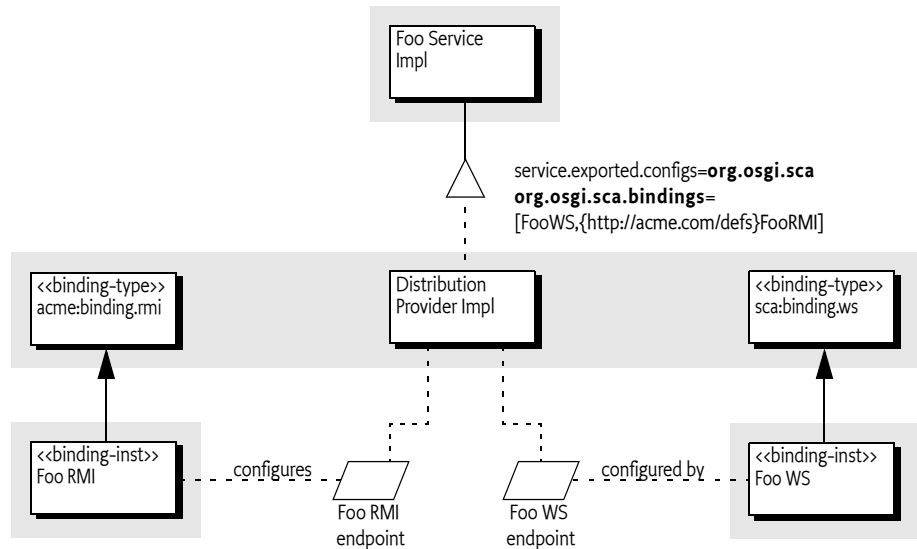 Foo Service
Impl
service.exported.configs=org.osgi.sca
org.osgi.sca.bindings=
[FooWS,{http://acme.com/defs}FooRMI]
<<binding-type>>
acme:binding.rmi
Distribution
Provider Impl
<<binding-type>>
sca:binding.ws
<<binding-inst>>
Foo RMI
configures
configured by
<<binding-inst>>
Foo WS
Foo RMI
endpoint
Foo WS
endpoint